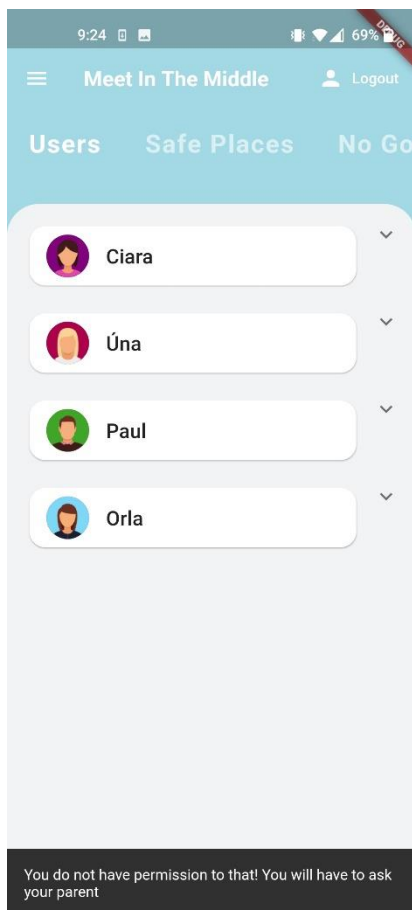 9:24 69%
DEBUG
Meet In The Middle Logout
Users Safe Places No Go
Ciara
Úna
Paul
Orla
You do not have permission to that! You will have to ask
your parent